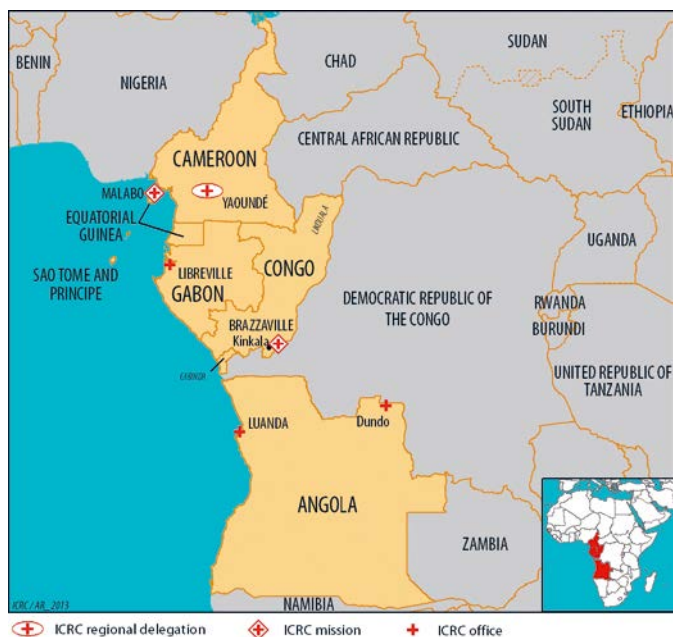 SUDAN
CHAD
BENIN
NIGERIA
SOUTH
SUDAN
ETHIOPIA
CENTRAL AFRICAN REPUBLIC
CAMEROON
MALABO
YAOUNDÉ
EQUATORIAL
GUINEA
LIKOUALA
UGANDA
CONGO
SAO TOME AND
PRINCIPE
LIBREVILLE
GABON
DEMOCRATIC REPUBLIC OF
THE CONGO
RWANDA
BURUNDI
BRAZZAVILLE
Kinkala
UNITED REPUBLIC OF
TANZANIA
CABINDA
LUANDA
Dundo
ANGOLA
ZAMBIA
NAMIBIA
ICRC / AR_2013
ICRC regional delegation
ICRC mission
ICRC office